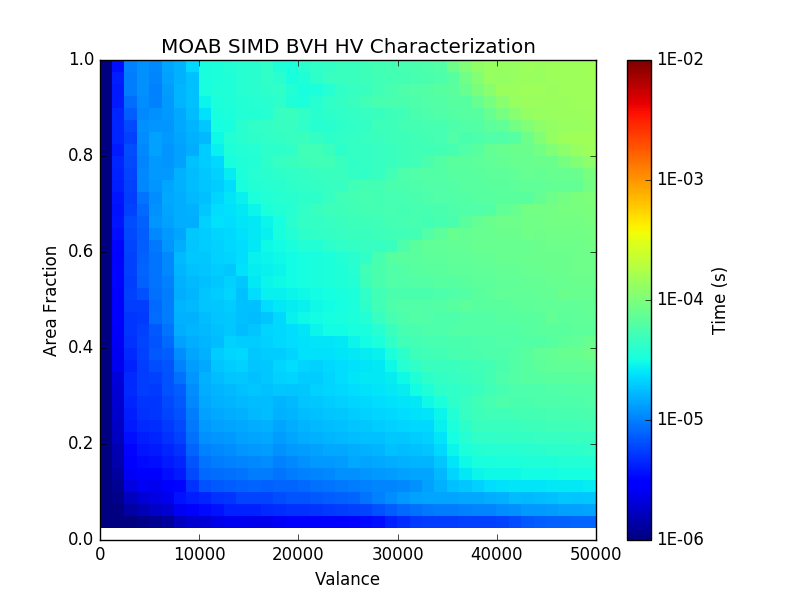 MOAB SIMD BVH HV Characterization
1.0
0.8
0.6
0.4
0.2
0.0
Area Fraction
0
10000
20000
30000
40000
50000
Valance
1E-02
1E-03
1E-04
1E-05
1E-06
Time (s)